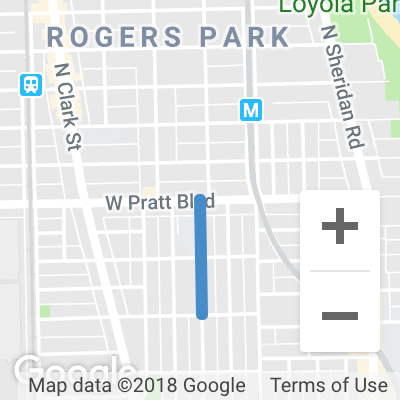 Loyola Par
ROGERS PARK
N Clark St
N Sheridan Rd
M
W Pratt Blvd
+
−
Google
Map data ©2018 Google Terms of Use